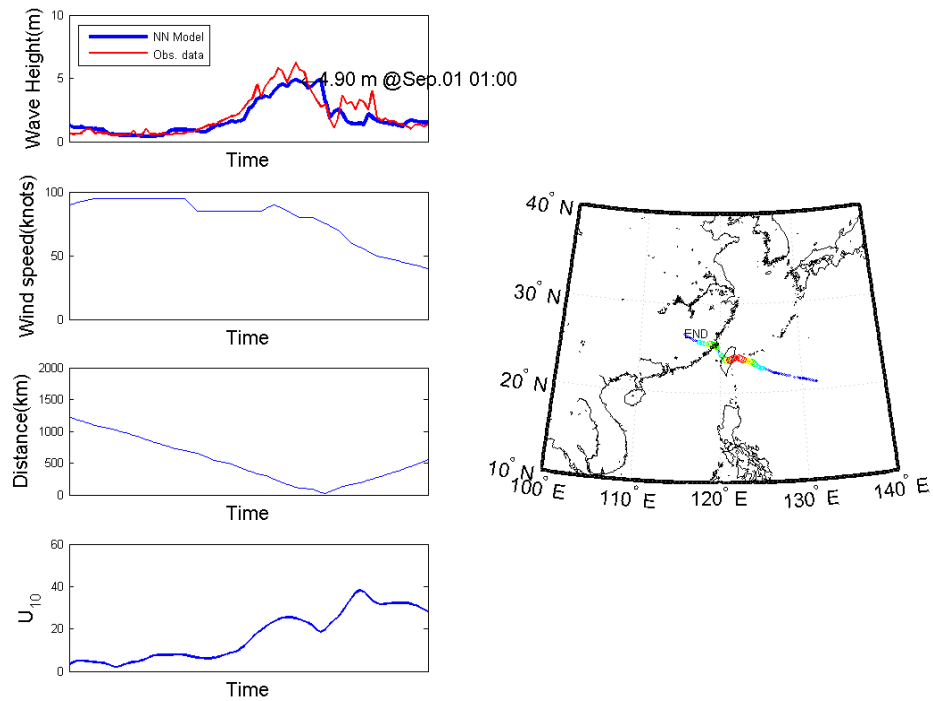 10
5
0
Wave Height(m)
NN Model
Obs. data
4.90 m @Sep.01 01:00
Time
100
50
0
Wind speed(knots)
Time
2000
1500
1000
500
0
Distance(km)
Time
60
40
20
0
U10
Time
40° N
30° N
20° N
10° N
100° E
110° E
120° E
130° E
140° E
END